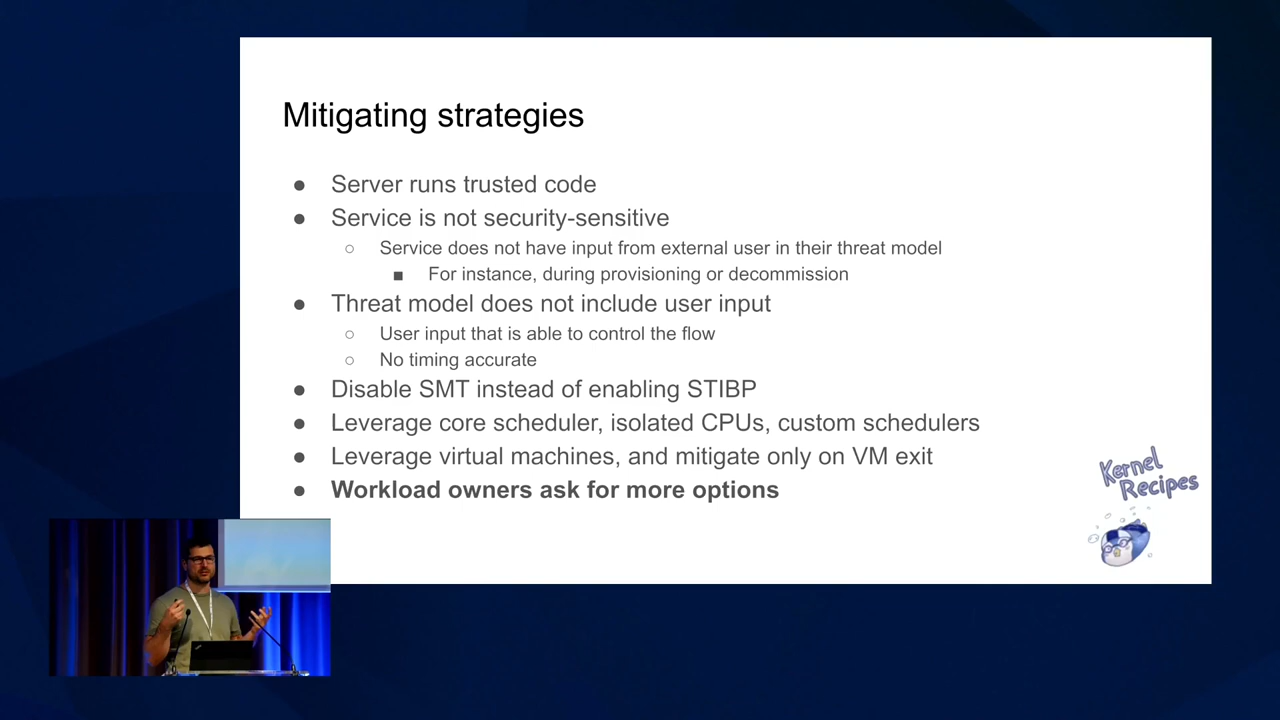 Mitigating strategies
● Server runs trusted code
● Service is not security-sensitive
○ Service does not have input from external user in their threat model
■ For instance, during provisioning or decommission
● Threat model does not include user input
○ User input that is able to control the flow
○ No timing accurate
● Disable SMT instead of enabling STIBP
● Leverage core scheduler, isolated CPUs, custom schedulers
● Leverage virtual machines, and mitigate only on VM exit
● Workload owners ask for more options
Kernel
Recipes